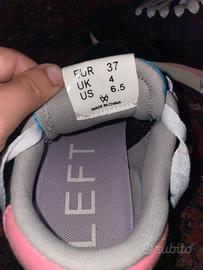 EUR 37
UK 4
US 6.5
MADE IN CHINA
LEFT
subito